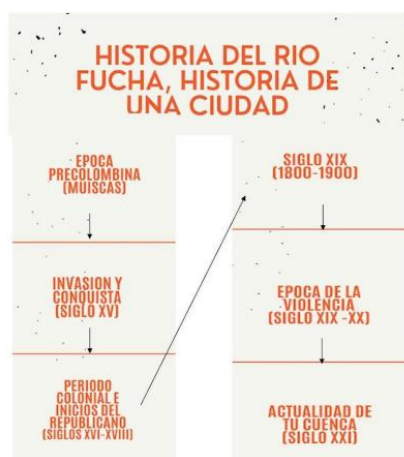 HISTORIA DEL RIO
FUCHA, HISTORIA DE
UNA CIUDAD
EPOCA
PRECOLOMBINA
(MUISCAS)
INVASION Y
CONQUISTA
(SIGLO XV)
PERIODO
COLONIAL E
INICIOS DEL
REPUBLICANO
(SIGLOS XVI-XVIII)
SIGLO XIX
(1800-1900)
EPOCA DE LA
VIOLENCIA
(SIGLO XIX -XX)
ACTUALIDAD DE
TU CUENCA
(SIGLO XXI)